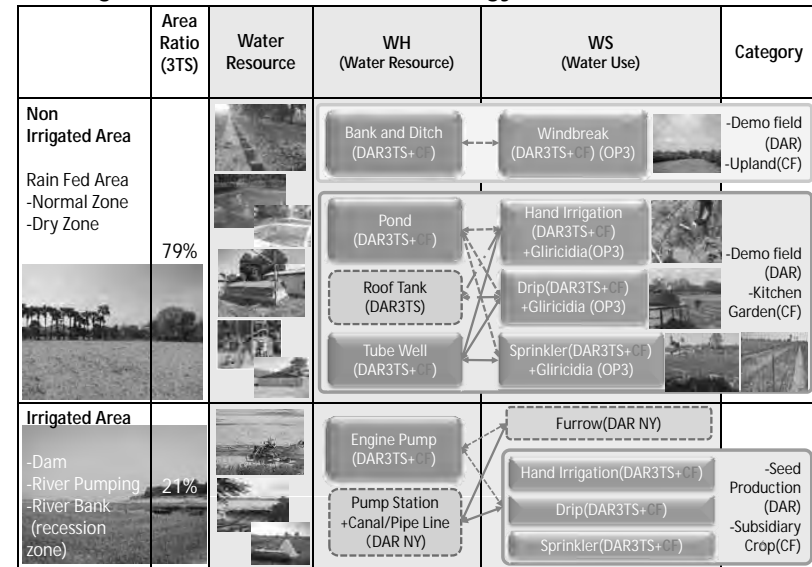 Area
Ratio
(3TS)
Water
Resource
WH
(Water Resource)
WS
(Water Use)
Category
Non
Irrigated Area
Rain Fed Area
-Normal Zone
-Dry Zone
79%
Bank and Ditch
(DAR3TS+CF)
Windbreak
(DAR3TS+CF) (OP3)
-Demo field
(DAR)
-Upland(CF)
Pond
(DAR3TS+CF)
Roof Tank
(DAR3TS)
Tube Well
(DAR3TS+CF)
Hand Irrigation
(DAR3TS+CF)
+Gliricidia(OP3)
Drip(DAR3TS+CF)
+Gliricidia (OP3)
Sprinkler(DAR3TS+CF)
+Gliricidia (OP3)
-Demo field
(DAR)
-Kitchen
Garden(CF)
Irrigated Area
-Dam
-River Pumping
-River Bank
(recession
zone)
21%
Engine Pump
(DAR3TS+CF)
Pump Station
+Canal/Pipe Line
(DAR NY)
Furrow(DAR NY)
Hand Irrigation(DAR3TS+CF)
Drip(DAR3TS+CF)
Sprinkler(DAR3TS+CF)
-Seed
Production
(DAR)
-Subsidiary
Crop(CF)